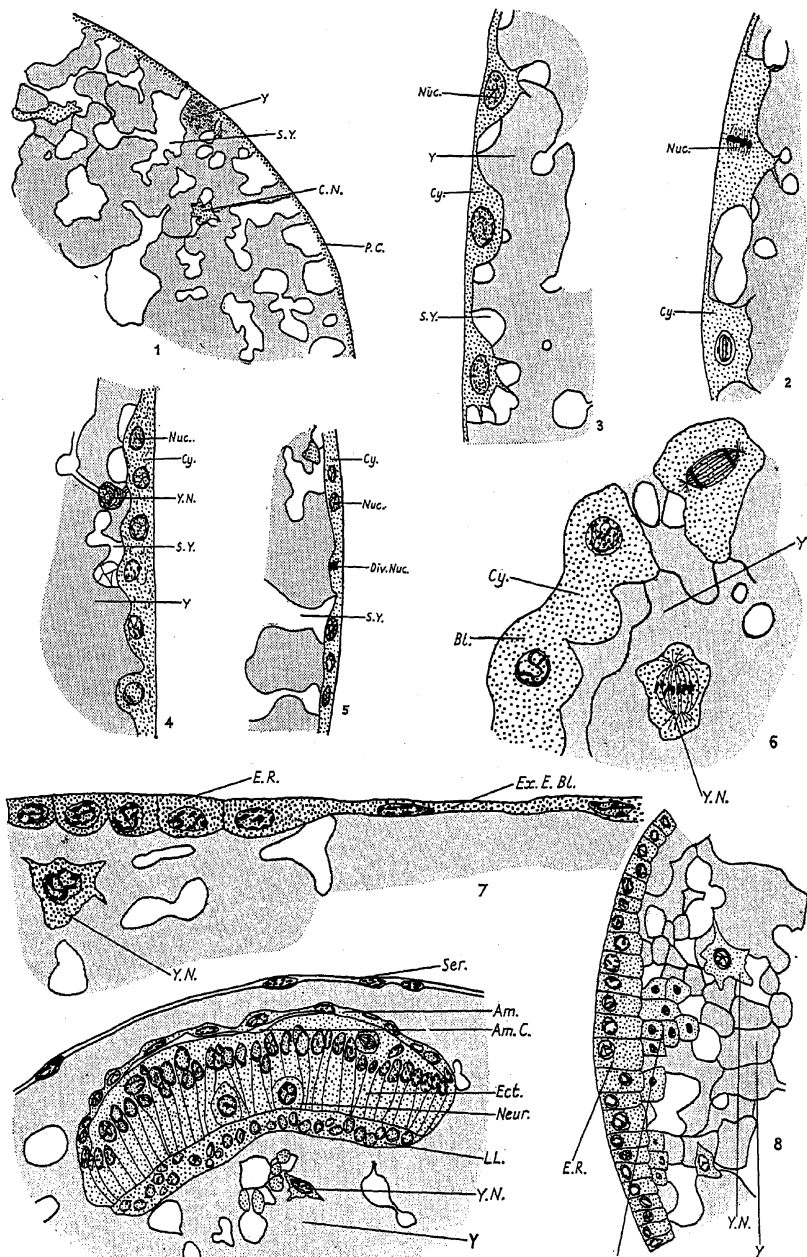 Y
S.Y.
C.N.
P.C.
1
Nuc.
Y
Cy.
S.Y.
3
Nuc.
Cy.
2
Nuc.
Cy.
Y.N.
S.Y.
Y
4
Cy.
Nuc.
Div.Nuc.
S.Y.
5
Y
Cy.
Bl.
Y.N.
6
E.R.
Ex. E. Bl.
Y.N.
7
Ser.
Am.
Am. C.
Ect.
Neur.
LL.
Y.N.
Y
E.R.
Y.N.
8